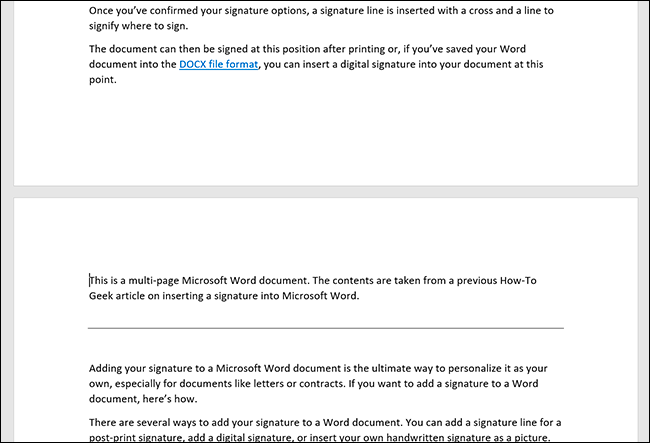 Once you’ve confirmed your signature options, a signature line is inserted with a cross and a line to
signify where to sign.
The document can then be signed at this position after printing or, if you’ve saved your Word
document into the DOCX file format, you can insert a digital signature into your document at this
point.
This is a multi-page Microsoft Word document. The contents are taken from a previous How-To
Geek article on inserting a signature into Microsoft Word.
Adding your signature to a Microsoft Word document is the ultimate way to personalize it as your
own, especially for documents like letters or contracts. If you want to add a signature to a Word
document, here’s how.
There are several ways to add your signature to a Word document. You can add a signature line for a
post-print signature, add a digital signature, or insert your own handwritten signature as a picture.